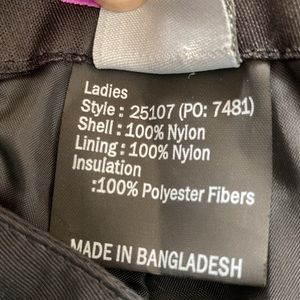 Ladies
Style : 25107 (PO: 7481)
Shell : 100% Nylon
Lining : 100% Nylon
Insulation
:100% Polyester Fibers
MADE IN BANGLADESH